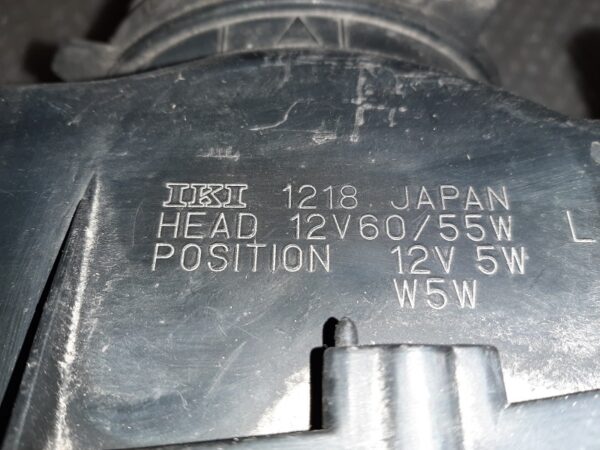 IKI 1218 JAPAN
HEAD 12V60/55W L
POSITION 12V 5W
W5W